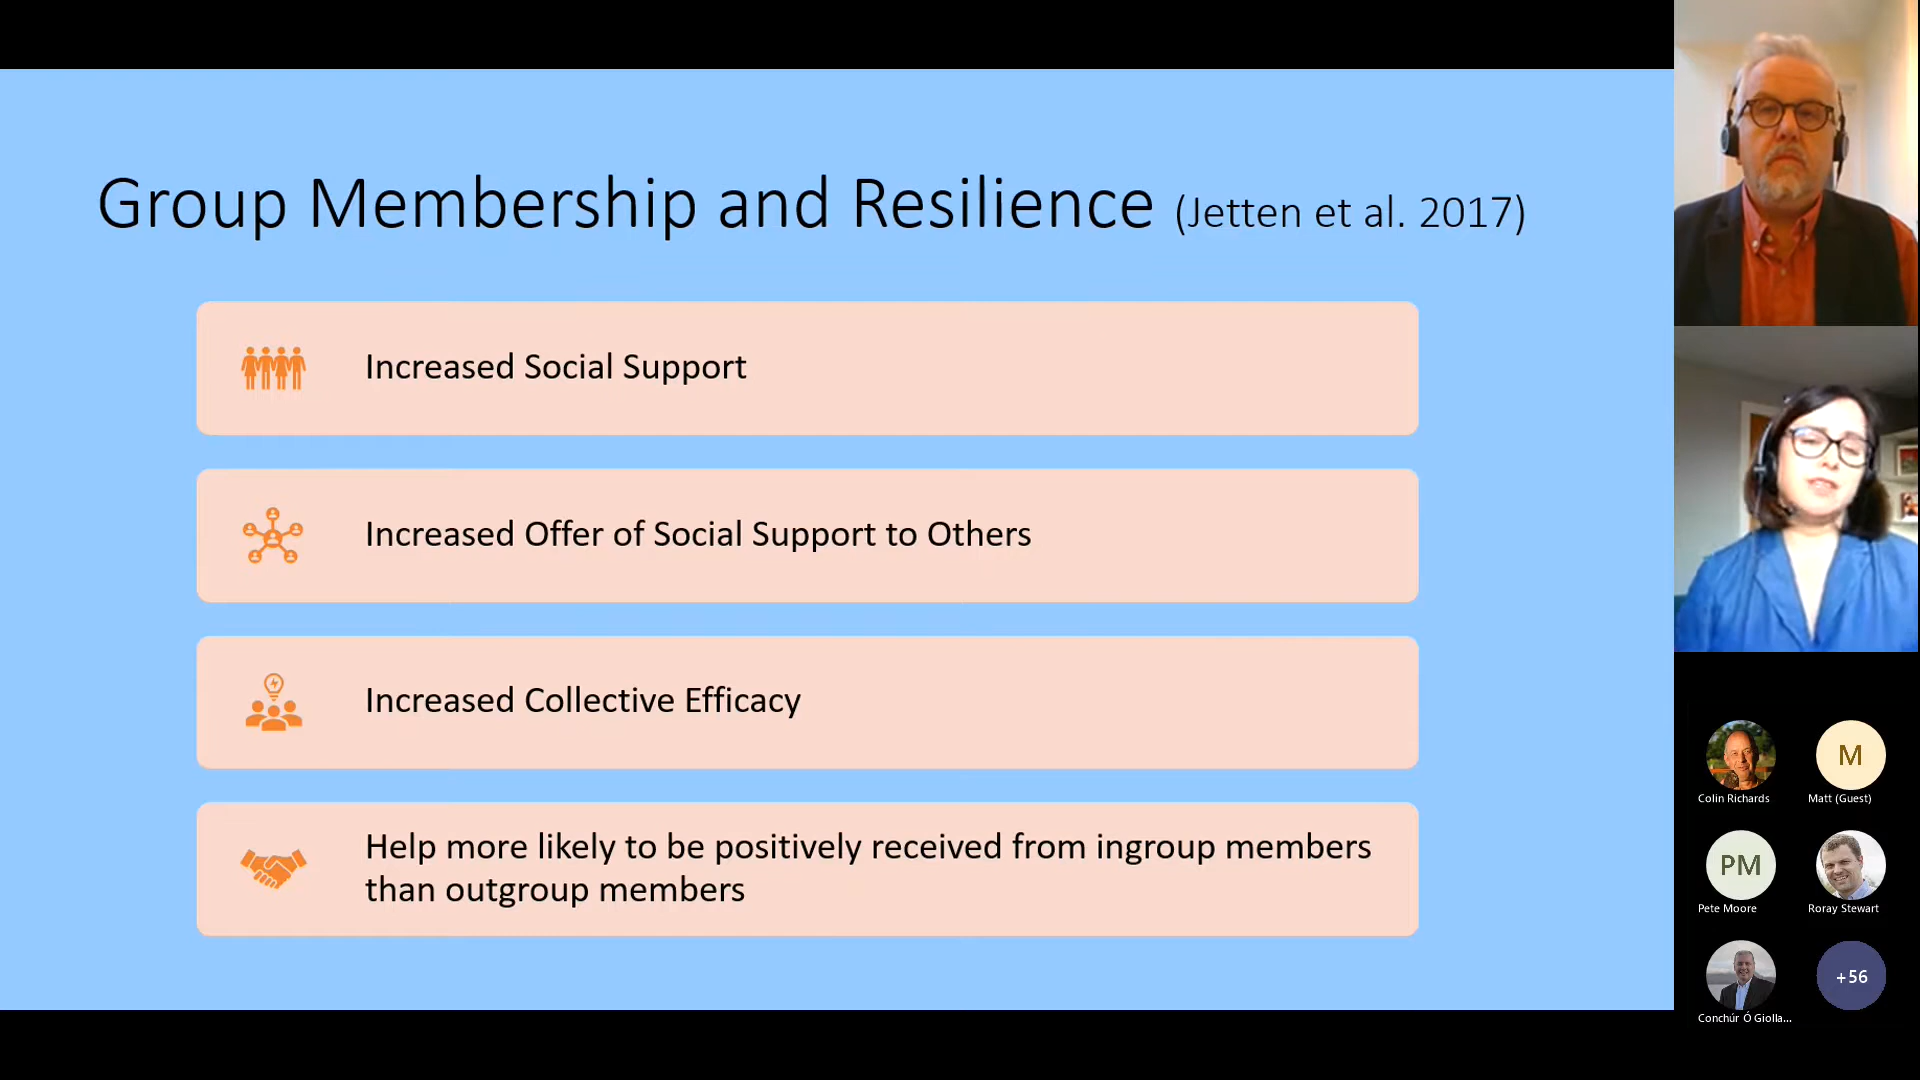 Group Membership and Resilience (Jetten et al. 2017)
Increased Social Support
Increased Offer of Social Support to Others
Increased Collective Efficacy
Help more likely to be positively received from ingroup members
than outgroup members
M
Colin Richards
Matt (Guest)
PM
Pete Moore
Roray Stewart
+56
Conchúr Ó Giolla...